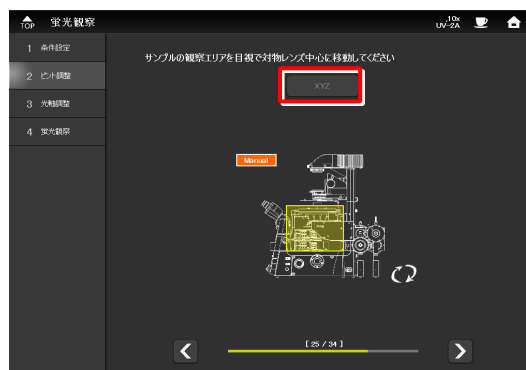 TOP 蛍光観察
10x
UV-2A
1 条件設定
2 ピント調整
3 光軸調整
4 蛍光観察
サンプルの観察エリアを目視で対物レンズ中心に移動してください
XYZ
Manual
[ 25 / 34 ]